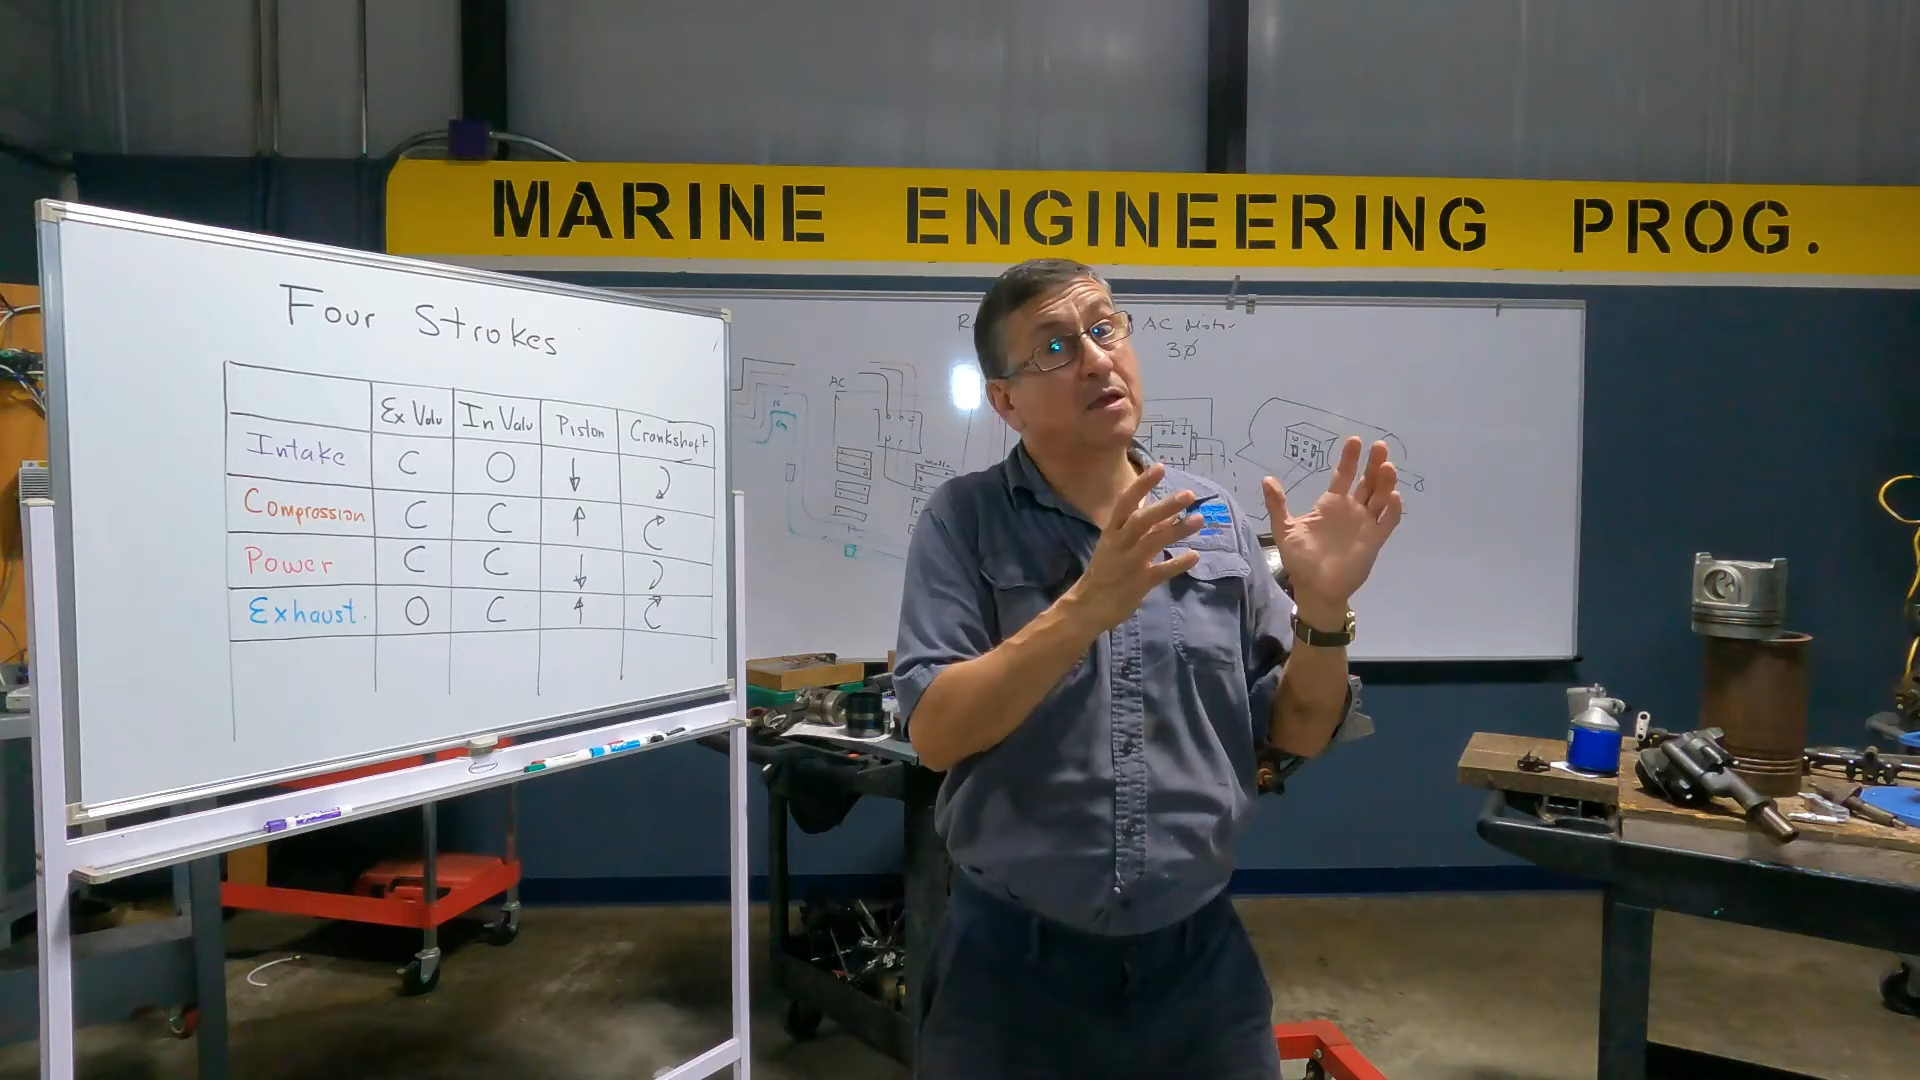 MARINE ENGINEERING PROG.
Four Strokes
Ex Valv In Valv Piston Crankshaft
Intake C O ↓
Compression C C ↑
Power C C ↓
Exhaust. O C ↑
AC Motor
3Ø
AC